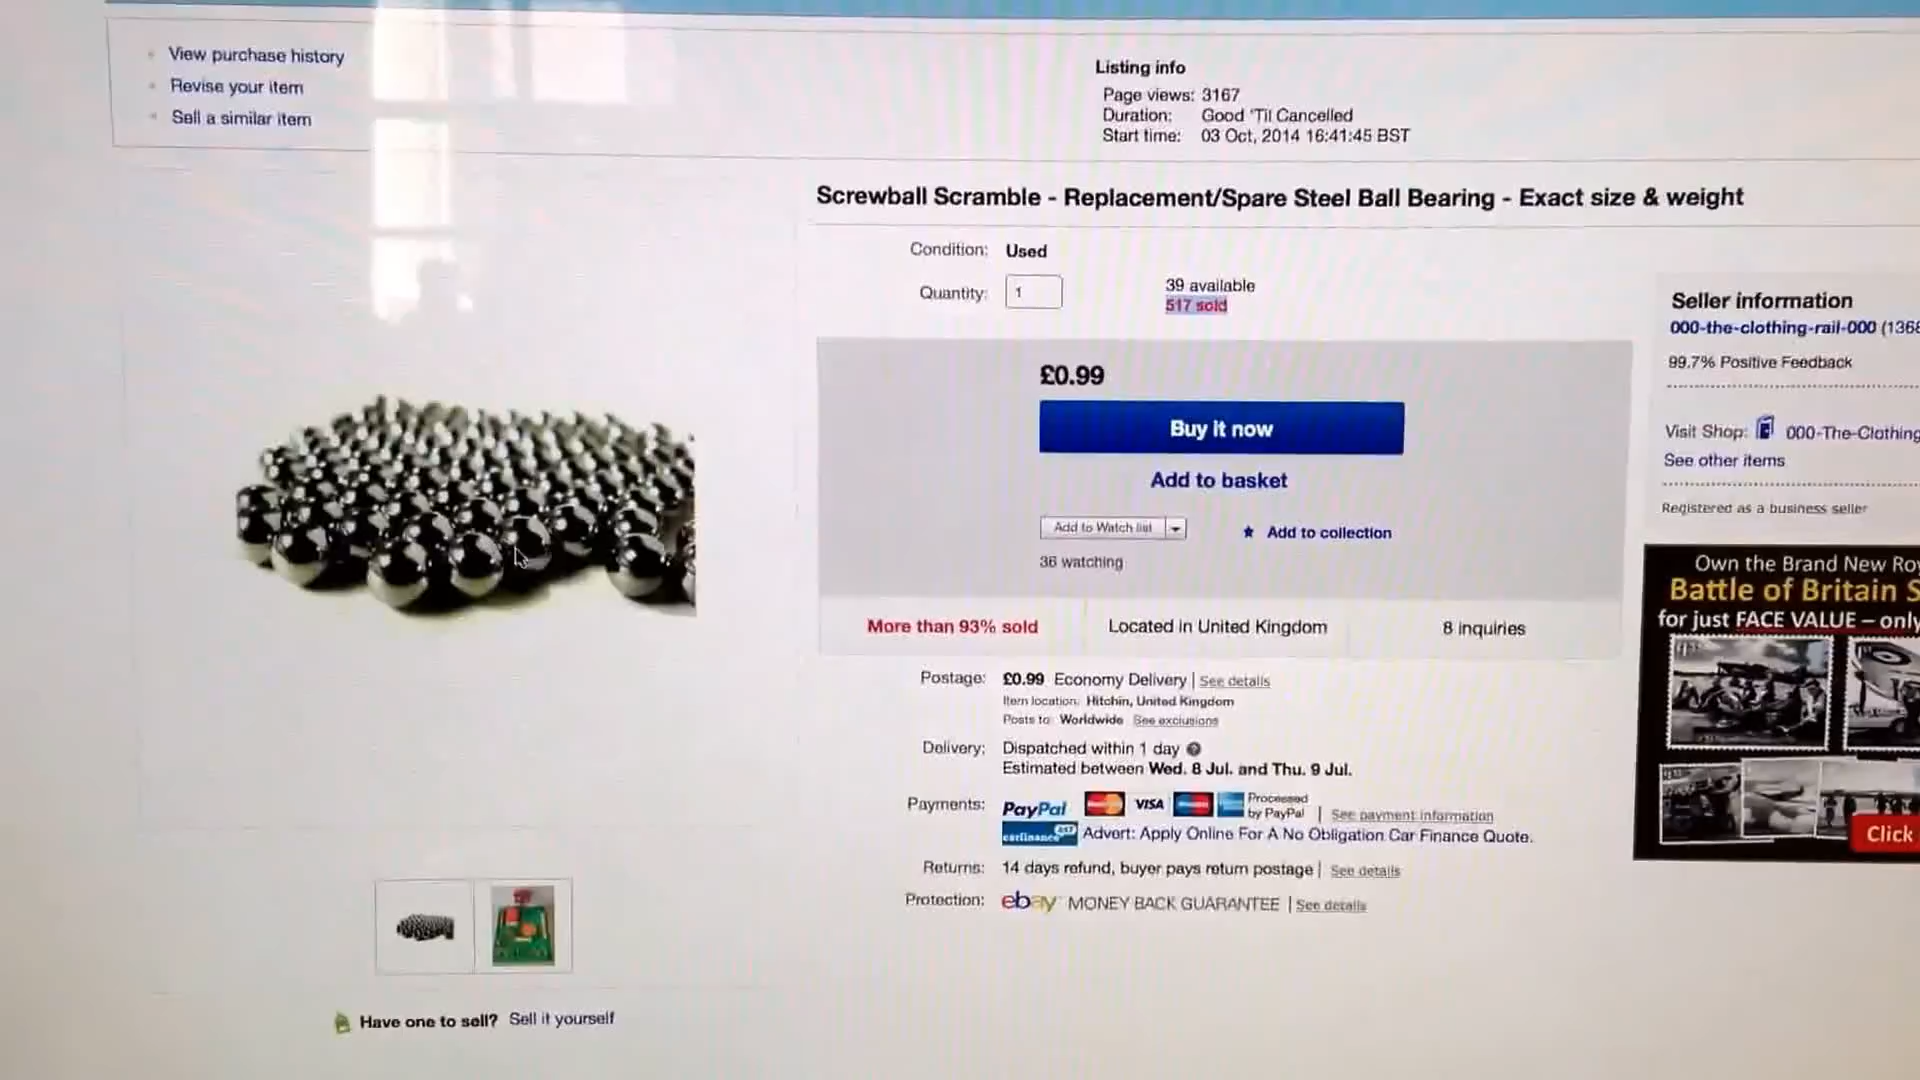 View purchase history
Revise your item
Sell a similar item
Listing info
Page views: 3167
Duration: Good 'Til Cancelled
Start time: 03 Oct, 2014 16:41:45 BST
Screwball Scramble - Replacement/Spare Steel Ball Bearing - Exact size & weight
Condition: Used
Quantity: 1
39 available
517 sold
£0.99
Buy it now
Add to basket
Add to Watch list
Add to collection
36 watching
More than 93% sold
Located in United Kingdom
8 inquiries
Postage: £0.99 Economy Delivery | See details
Item location: Hitchin, United Kingdom
Posts to: Worldwide See exclusions
Delivery: Dispatched within 1 day
Estimated between Wed. 8 Jul. and Thu. 9 Jul.
Payments: PayPal VISA Processed by PayPal | See payment information
carfinance 247 Advert: Apply Online For A No Obligation Car Finance Quote.
Returns: 14 days refund, buyer pays return postage | See details
Protection: ebay MONEY BACK GUARANTEE | See details
Seller information
000-the-clothing-rail-000 (1368
99.7% Positive Feedback
Visit Shop: 000-The-Clothing
See other items
Registered as a business seller
Own the Brand New Roy
Battle of Britain S
for just FACE VALUE – only
Click
Have one to sell? Sell it yourself